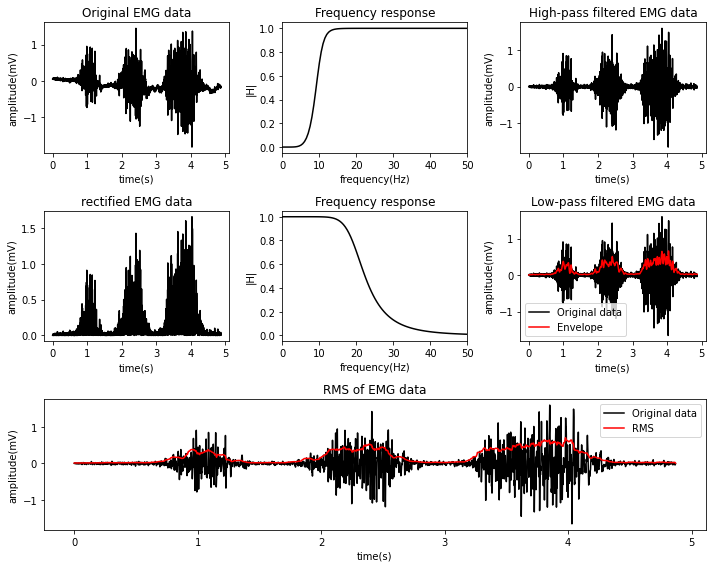 Original EMG data
amplitude(mV)
1
0
−1
0 1 2 3 4 5
time(s)
Frequency response
|H|
1.0
0.8
0.6
0.4
0.2
0.0
0 10 20 30 40 50
frequency(Hz)
High-pass filtered EMG data
amplitude(mV)
1
0
−1
0 1 2 3 4 5
time(s)
rectified EMG data
amplitude(mV)
1.5
1.0
0.5
0.0
0 1 2 3 4 5
time(s)
Frequency response
|H|
1.0
0.8
0.6
0.4
0.2
0.0
0 10 20 30 40 50
frequency(Hz)
Low-pass filtered EMG data
amplitude(mV)
1
0
−1
Original data
Envelope
0 1 2 3 4 5
time(s)
RMS of EMG data
amplitude(mV)
1
0
−1
Original data
RMS
0 1 2 3 4 5
time(s)